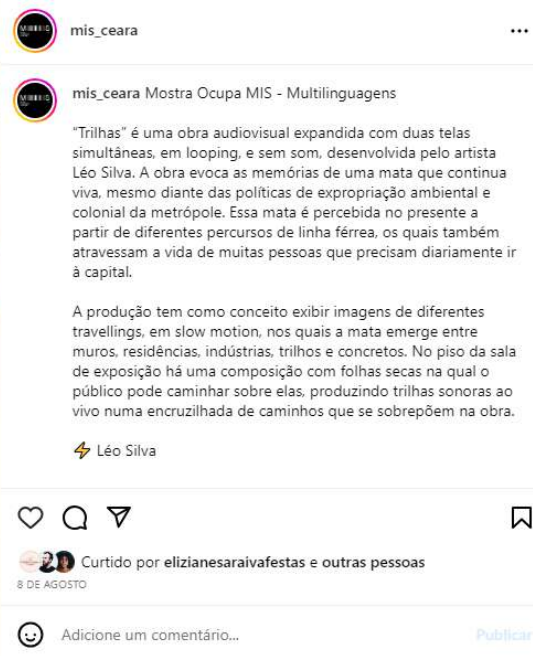 mis_ceara
mis_ceara Mostra Ocupa MIS - Multilinguagens
“Trilhas” é uma obra audiovisual expandida com duas telas
simultâneas, em looping, e sem som, desenvolvida pelo artista
Léo Silva. A obra evoca as memórias de uma mata que continua
viva, mesmo diante das políticas de expropriação ambiental e
colonial da metrópole. Essa mata é percebida no presente a
partir de diferentes percursos de linha férrea, os quais também
atravessam a vida de muitas pessoas que precisam diariamente ir
à capital.
A produção tem como conceito exibir imagens de diferentes
travellings, em slow motion, nos quais a mata emerge entre
muros, residências, indústrias, trilhos e concretos. No piso da sala
de exposição há uma composição com folhas secas na qual o
público pode caminhar sobre elas, produzindo trilhas sonoras ao
vivo numa encruzilhada de caminhos que se sobrepõem na obra.
⚡ Léo Silva
Curtido por elizianesaraivafestas e outras pessoas
8 DE AGOSTO
Adicione um comentário...
Publicar